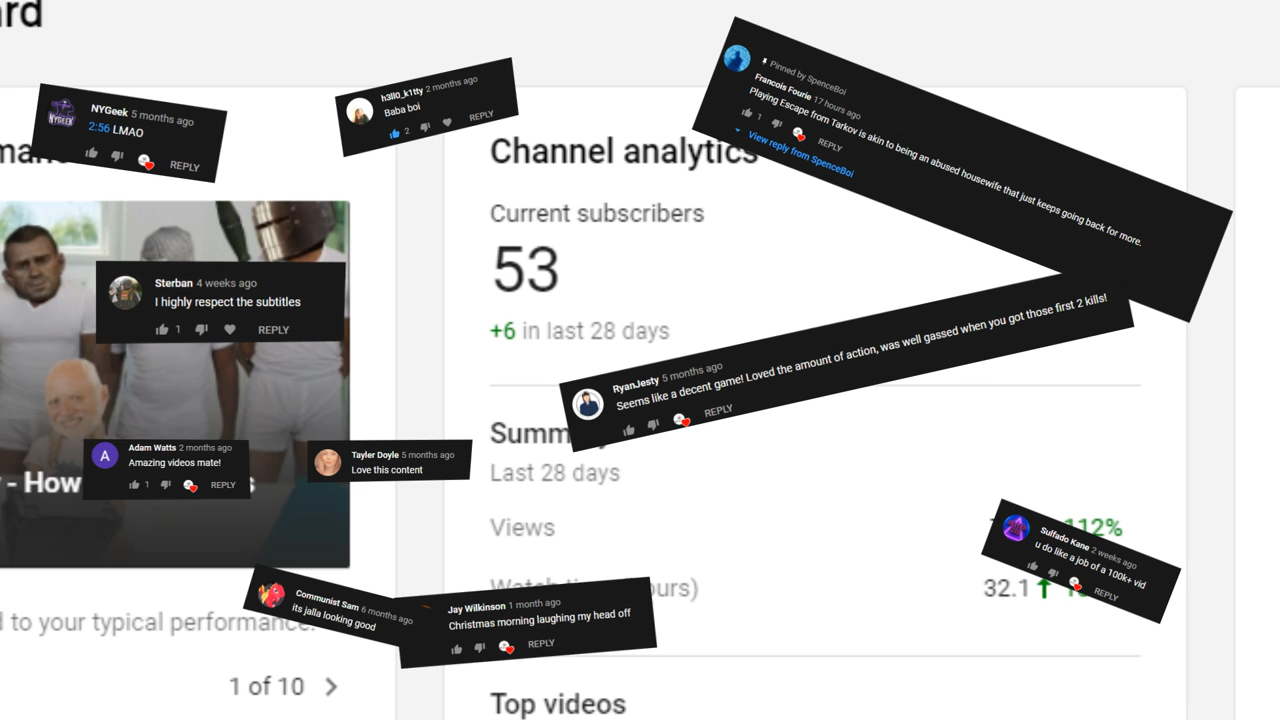 ard
NYGeek 5 months ago
2:56 LMAO
REPLY
h3ll0_k1tty 2 months ago
Baba boi
2 REPLY
Pinned by SpenceBoi
Francois Fourie 17 hours ago
Playing Escape from Tarkov is akin to being an abused housewife that just keeps going back for more.
1 REPLY
View reply from SpenceBoi
Channel analytics
Current subscribers
53
+6 in last 28 days
Sterban 4 weeks ago
I highly respect the subtitles
1 REPLY
RyanJesty 5 months ago
Seems like a decent game! Loved the amount of action, was well gassed when you got those first 2 kills!
REPLY
Adam Watts 2 months ago
Amazing videos mate!
1 REPLY
- How
Tayler Doyle 5 months ago
Love this content
Last 28 days
Views
112%
Sulfado Kane 2 weeks ago
u do like a job of a 100k+ vid
REPLY
32.1
Communist Sam 6 months ago
Its jalla looking good
Jay Wilkinson 1 month ago
Christmas morning laughing my head off
REPLY
d to your typical performance.
1 of 10
Top videos